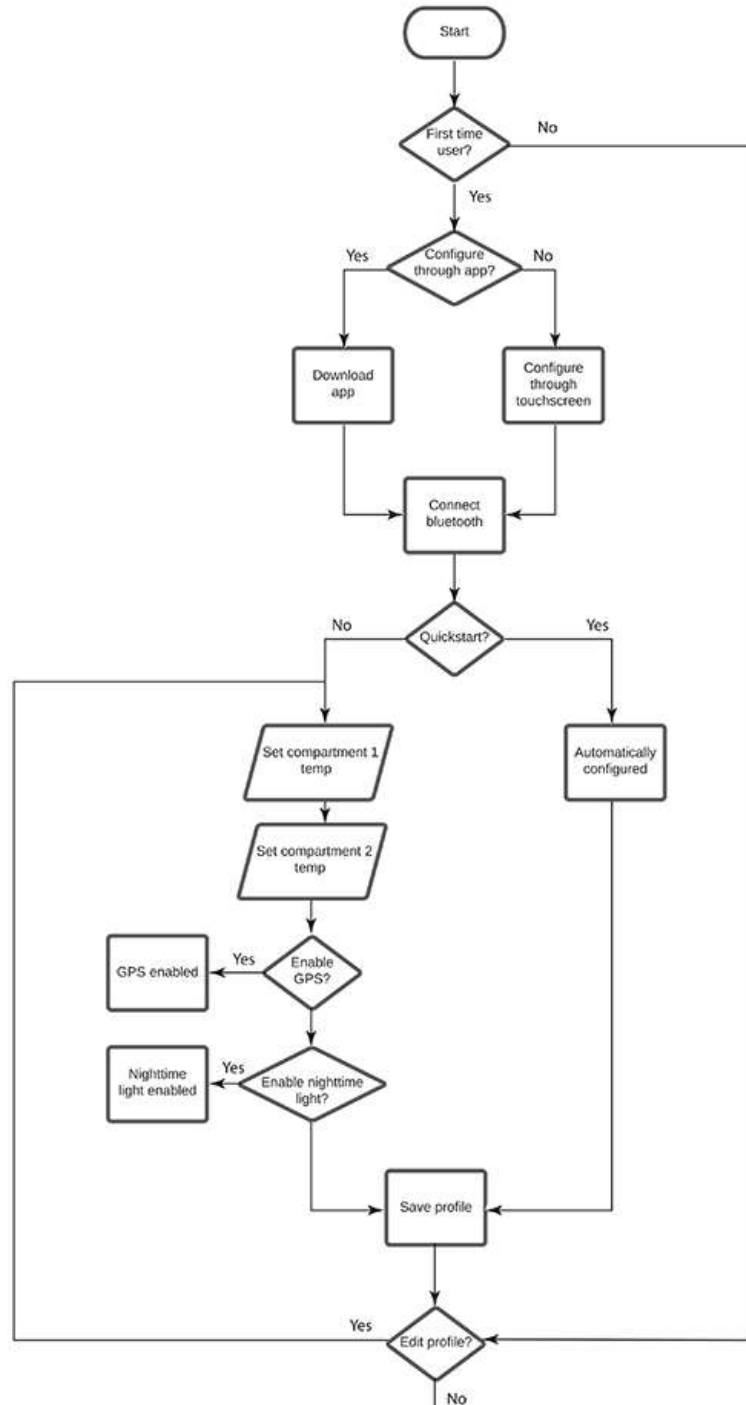 Start
First time
user?
No
Yes
Configure
through app?
Yes
No
Download
app
Configure
through
touchscreen
Connect
bluetooth
Quickstart?
No
Yes
Set compartment 1
temp
Automatically
configured
Set compartment 2
temp
Enable
GPS?
Yes
GPS enabled
Enable nighttime
light?
Yes
Nighttime
light enabled
Save profile
Edit profile?
Yes
No